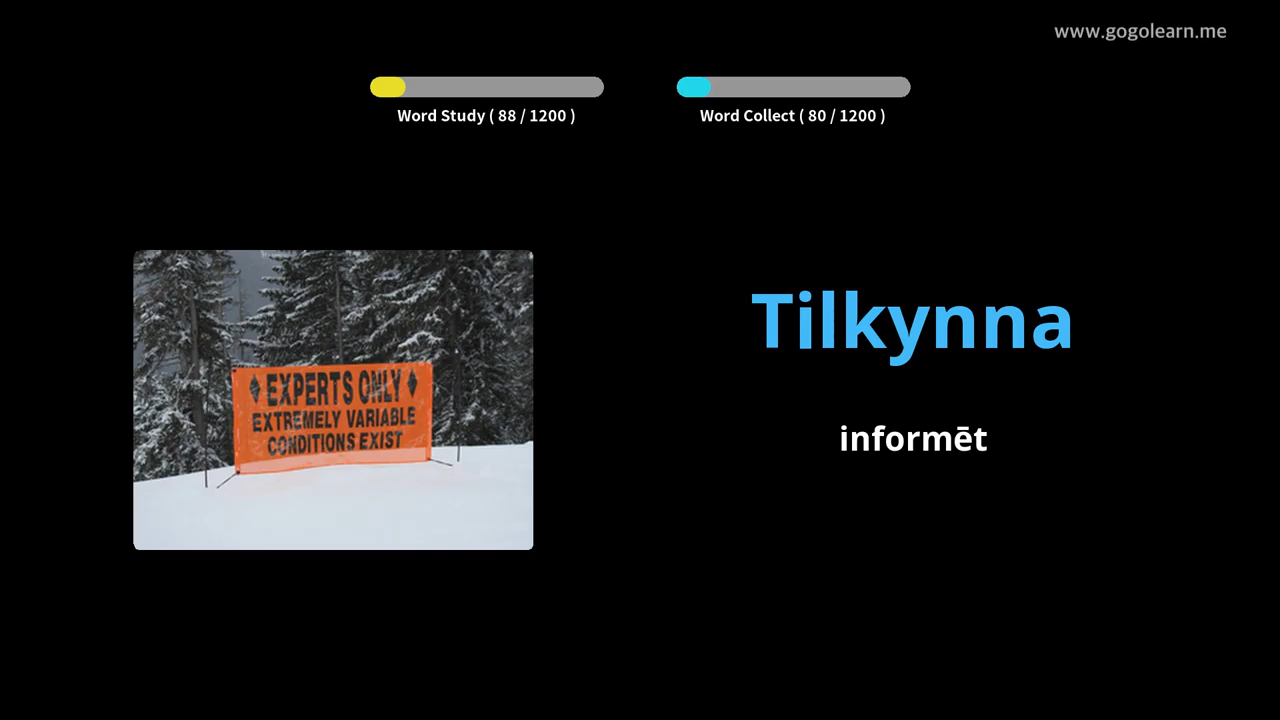 www.gogolearn.me
Word Study ( 88 / 1200 )
Word Collect ( 80 / 1200 )
EXPERTS ONLY
EXTREMELY VARIABLE
CONDITIONS EXIST
Tilkynna
informēt